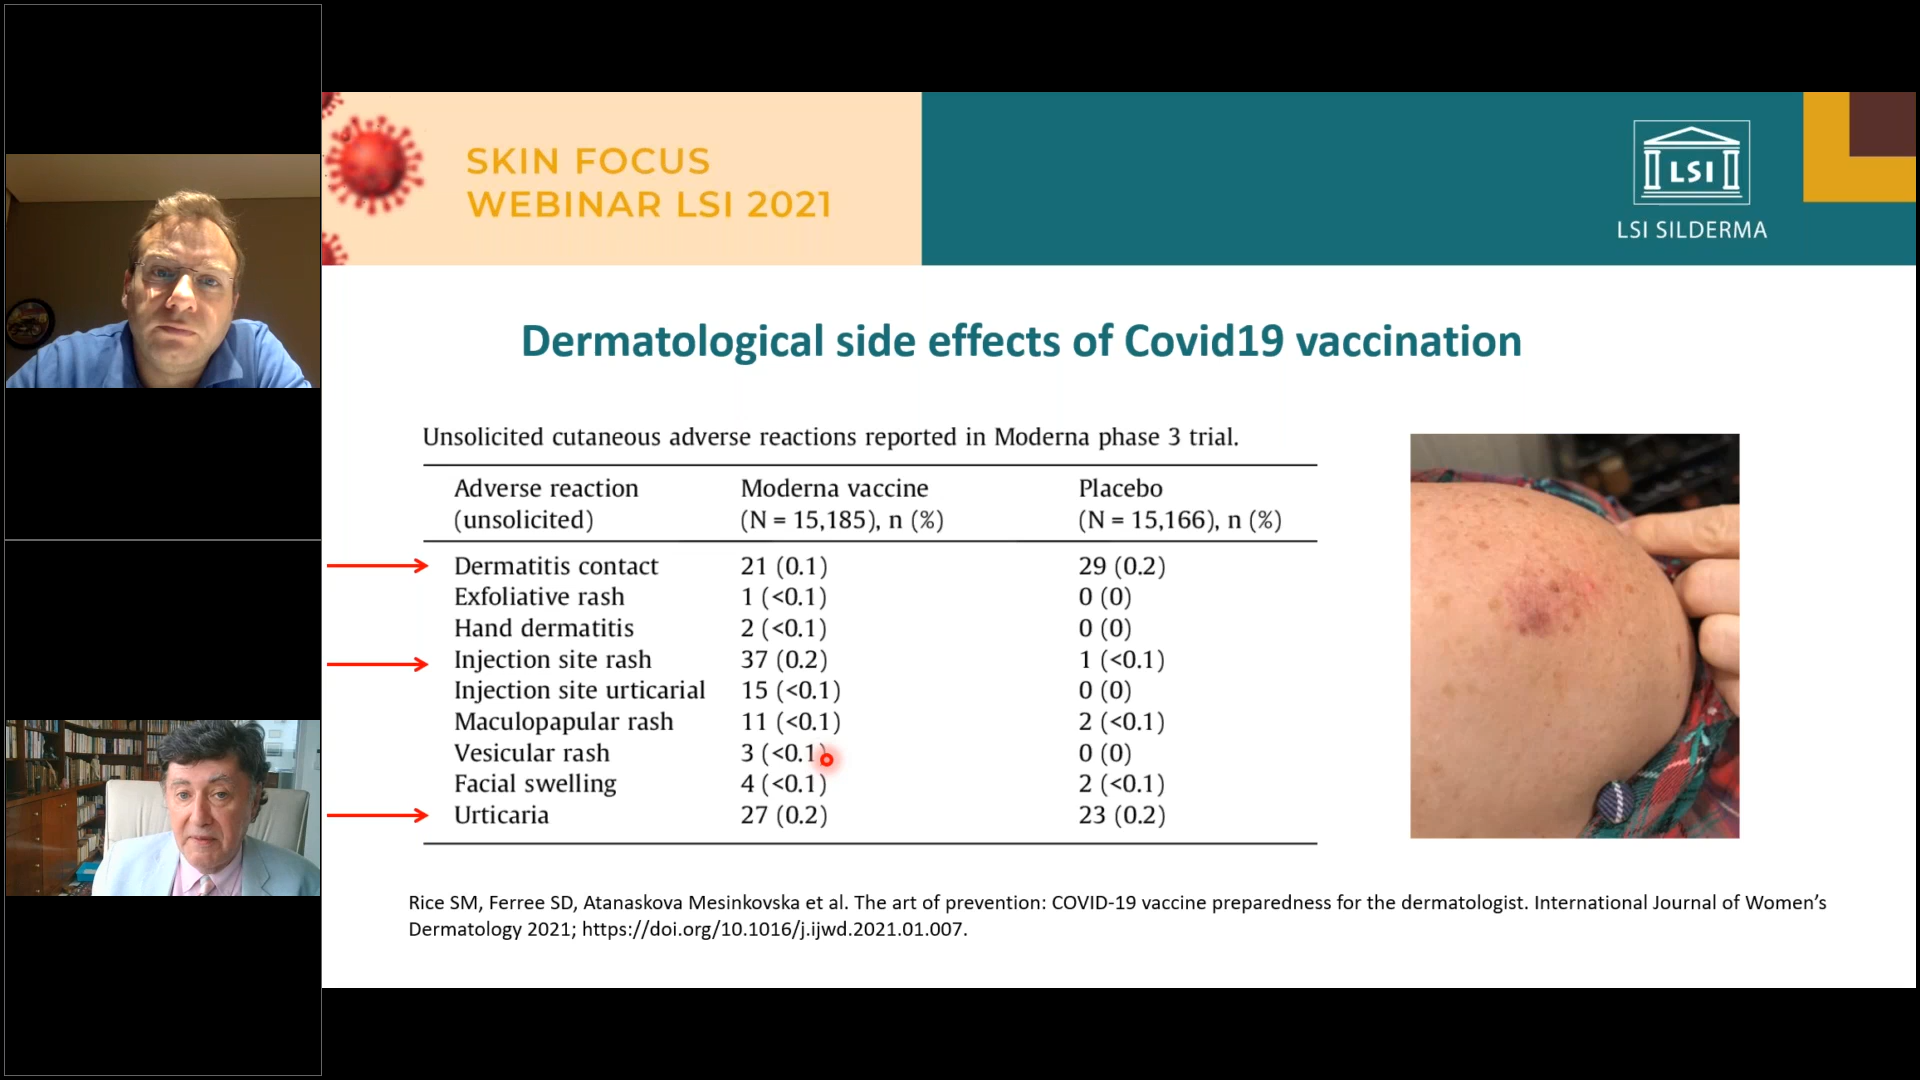 SKIN FOCUS
WEBINAR LSI 2021
LSI
LSI SILDERMA
Dermatological side effects of Covid19 vaccination
Unsolicited cutaneous adverse reactions reported in Moderna phase 3 trial.
Adverse reaction Moderna vaccine Placebo
(unsolicited) (N = 15,185), n (%) (N = 15,166), n (%)
Dermatitis contact 21 (0.1) 29 (0.2)
Exfoliative rash 1 (<0.1) 0 (0)
Hand dermatitis 2 (<0.1) 0 (0)
Injection site rash 37 (0.2) 1 (<0.1)
Injection site urticarial 15 (<0.1) 0 (0)
Maculopapular rash 11 (<0.1) 2 (<0.1)
Vesicular rash 3 (<0.1) 0 (0)
Facial swelling 4 (<0.1) 2 (<0.1)
Urticaria 27 (0.2) 23 (0.2)
Rice SM, Ferree SD, Atanaskova Mesinkovska et al. The art of prevention: COVID-19 vaccine preparedness for the dermatologist. International Journal of Women's
Dermatology 2021; https://doi.org/10.1016/j.ijwd.2021.01.007.